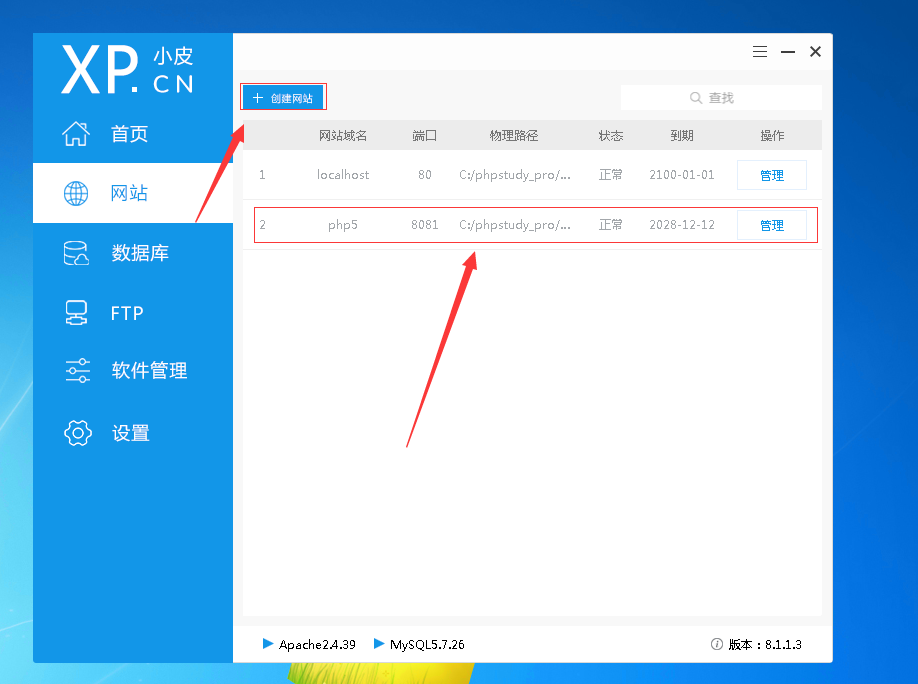 XP.小皮CN
首页
网站
数据库
FTP
软件管理
设置
创建网站
查找
网站域名 端口 物理路径 状态 到期 操作
1 localhost 80 C:/phpstudy_pro/... 正常 2100-01-01 管理
2 php5 8081 C:/phpstudy_pro/... 正常 2028-12-12 管理
Apache2.4.39 MySQL5.7.26 版本：8.1.1.3